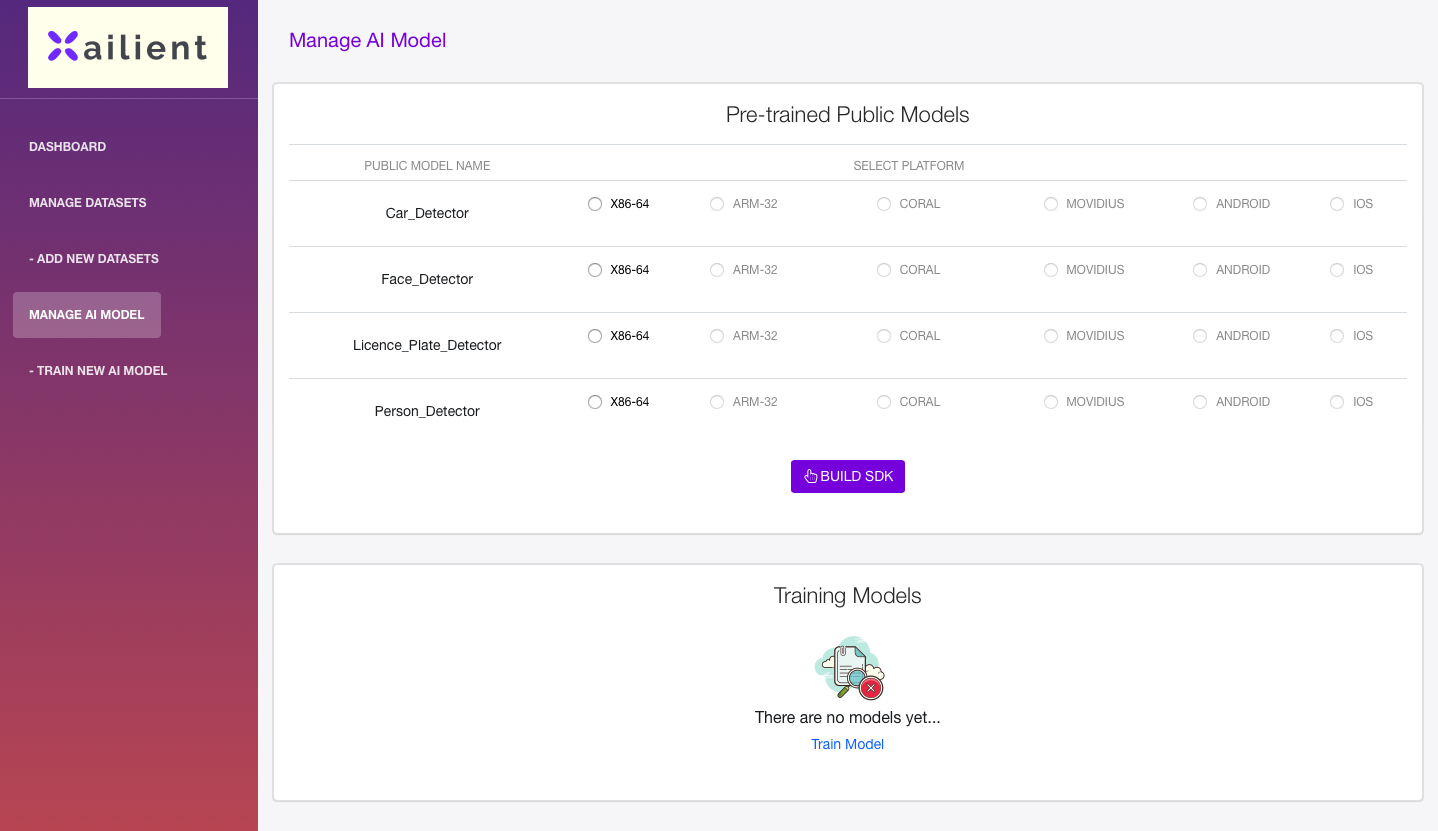 xailient
DASHBOARD
MANAGE DATASETS
- ADD NEW DATASETS
MANAGE AI MODEL
- TRAIN NEW AI MODEL
Manage AI Model
Pre-trained Public Models
PUBLIC MODEL NAME SELECT PLATFORM
Car_Detector X86-64 ARM-32 CORAL MOVIDIUS ANDROID IOS
Face_Detector X86-64 ARM-32 CORAL MOVIDIUS ANDROID IOS
Licence_Plate_Detector X86-64 ARM-32 CORAL MOVIDIUS ANDROID IOS
Person_Detector X86-64 ARM-32 CORAL MOVIDIUS ANDROID IOS
BUILD SDK
Training Models
There are no models yet...
Train Model